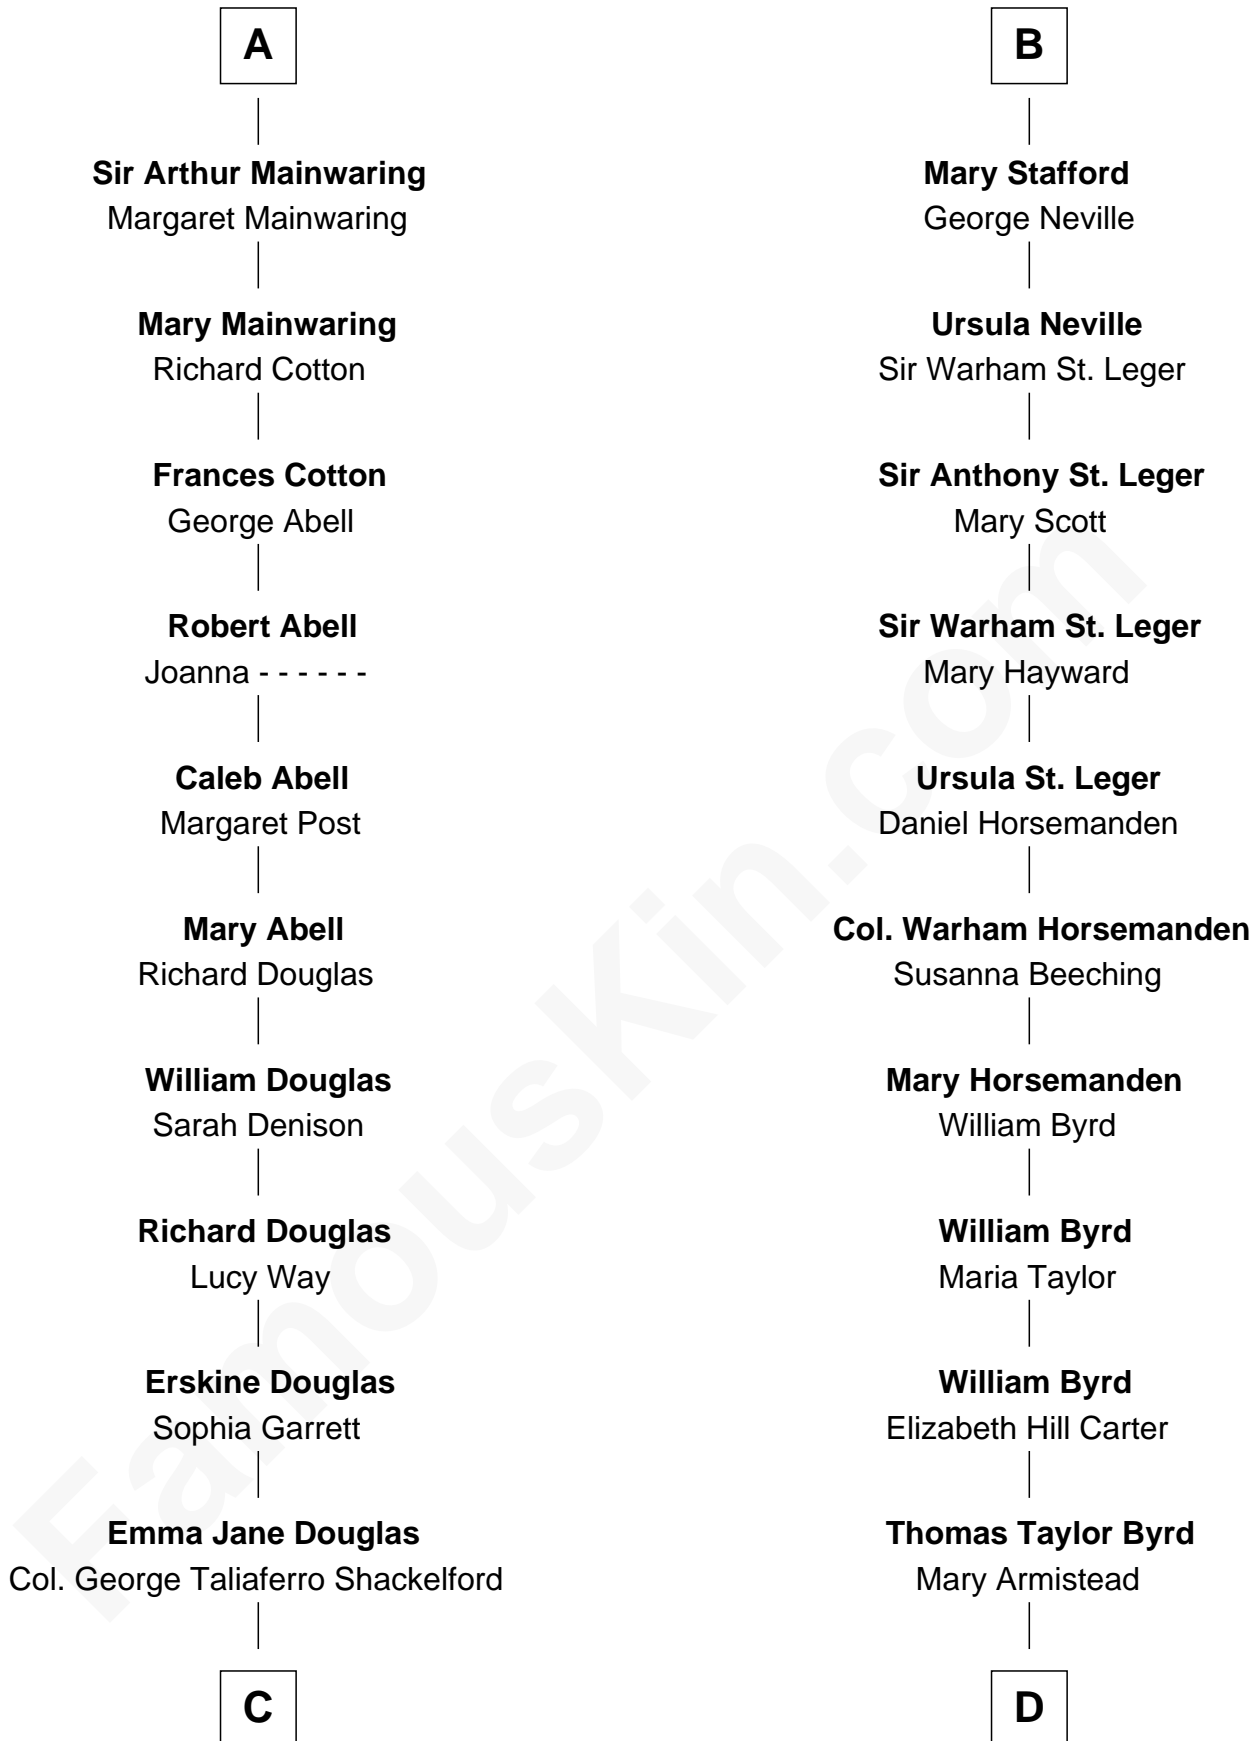 A
Sir Arthur Mainwaring
Margaret Mainwaring
Mary Mainwaring
Richard Cotton
Frances Cotton
George Abell
Robert Abell
Joanna - - - - - -
Caleb Abell
Margaret Post
Mary Abell
Richard Douglas
William Douglas
Sarah Denison
Richard Douglas
Lucy Way
Erskine Douglas
Sophia Garrett
Emma Jane Douglas
Col. George Taliaferro Shackelford
C
B
Mary Stafford
George Neville
Ursula Neville
Sir Warham St. Leger
Sir Anthony St. Leger
Mary Scott
Sir Warham St. Leger
Mary Hayward
Ursula St. Leger
Daniel Horsemanden
Col. Warham Horsemanden
Susanna Beeching
Mary Horsemanden
William Byrd
William Byrd
Maria Taylor
William Byrd
Elizabeth Hill Carter
Thomas Taylor Byrd
Mary Armistead
D
FamousKin.com